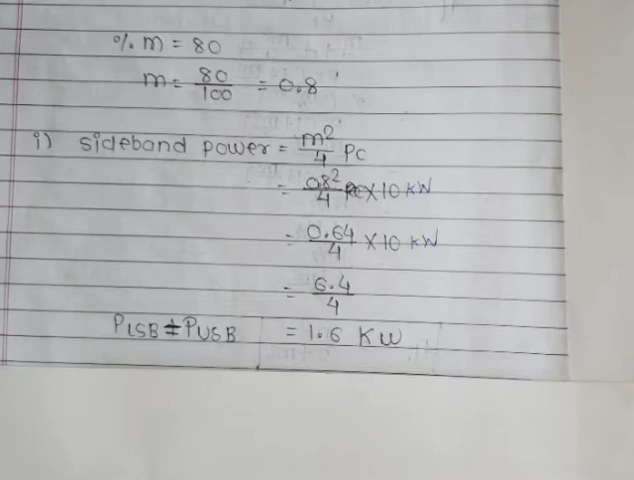 % m = 80
m = 80/100 = 0.8
i) sideband power = m²/4 Pc
= 0.8²/4 × 10 KW
= 0.64/4 × 10 KW
= 6.4/4
PLSB ≠ PUSB = 1.6 KW